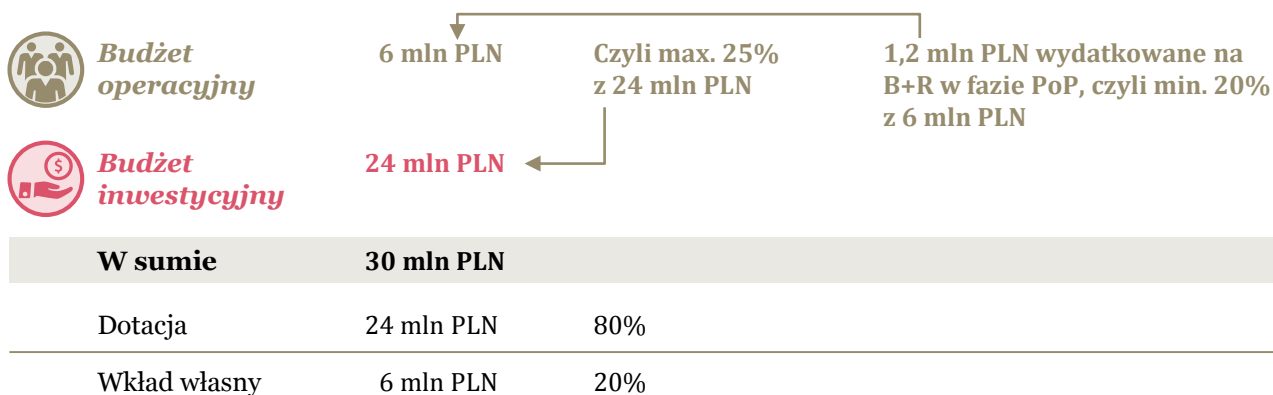 Budżet
operacyjny
6 mln PLN
Czyli max. 25%
z 24 mln PLN
1,2 mln PLN wydatkowane na
B+R w fazie PoP, czyli min. 20%
z 6 mln PLN
Budżet
inwestycyjny
24 mln PLN
W sumie 30 mln PLN
Dotacja 24 mln PLN 80%
Wkład własny 6 mln PLN 20%